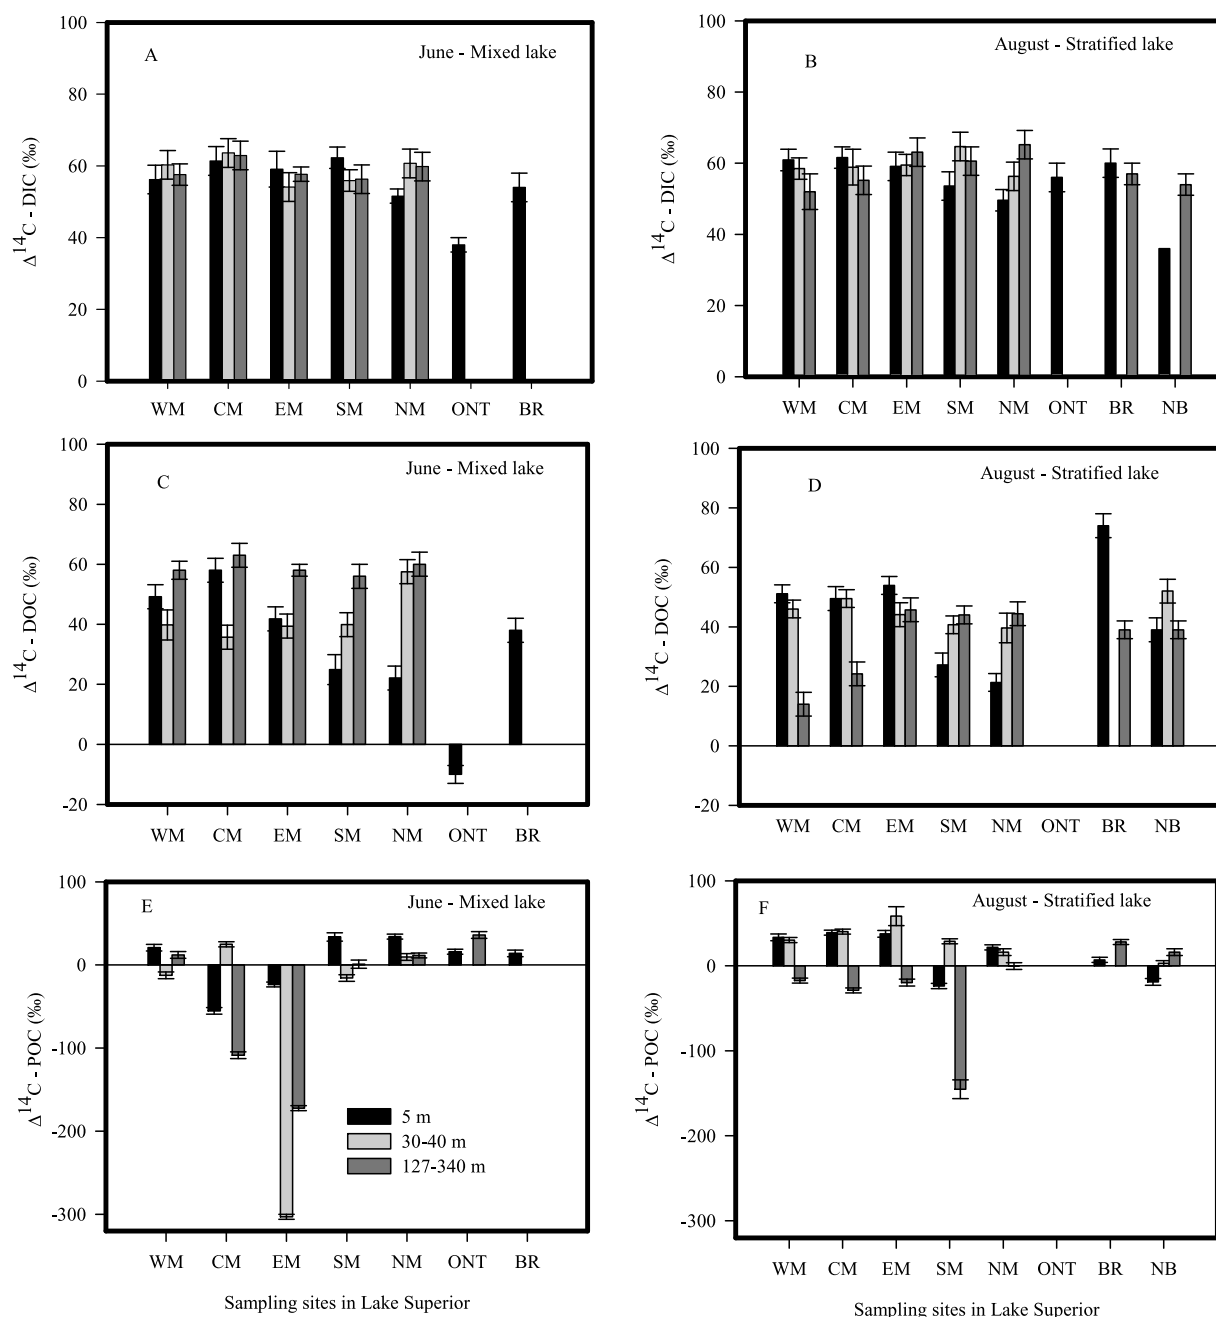 A
June - Mixed lake
Δ14C - DIC (‰)
100
80
60
40
20
0
WM CM EM SM NM ONT BR
B
August - Stratified lake
Δ14C - DIC (‰)
100
80
60
40
20
0
WM CM EM SM NM ONT BR NB
C
June - Mixed lake
Δ14C - DOC (‰)
100
80
60
40
20
0
-20
WM CM EM SM NM ONT BR
D
August - Stratified lake
Δ14C - DOC (‰)
100
80
60
40
20
0
-20
WM CM EM SM NM ONT BR NB
E
June - Mixed lake
Δ14C - POC (‰)
100
0
-100
-200
-300
5 m
30-40 m
127-340 m
WM CM EM SM NM ONT BR
Sampling sites in Lake Superior
F
August - Stratified lake
Δ14C - POC (‰)
100
0
-100
-200
-300
WM CM EM SM NM ONT BR NB
Sampling sites in Lake Superior